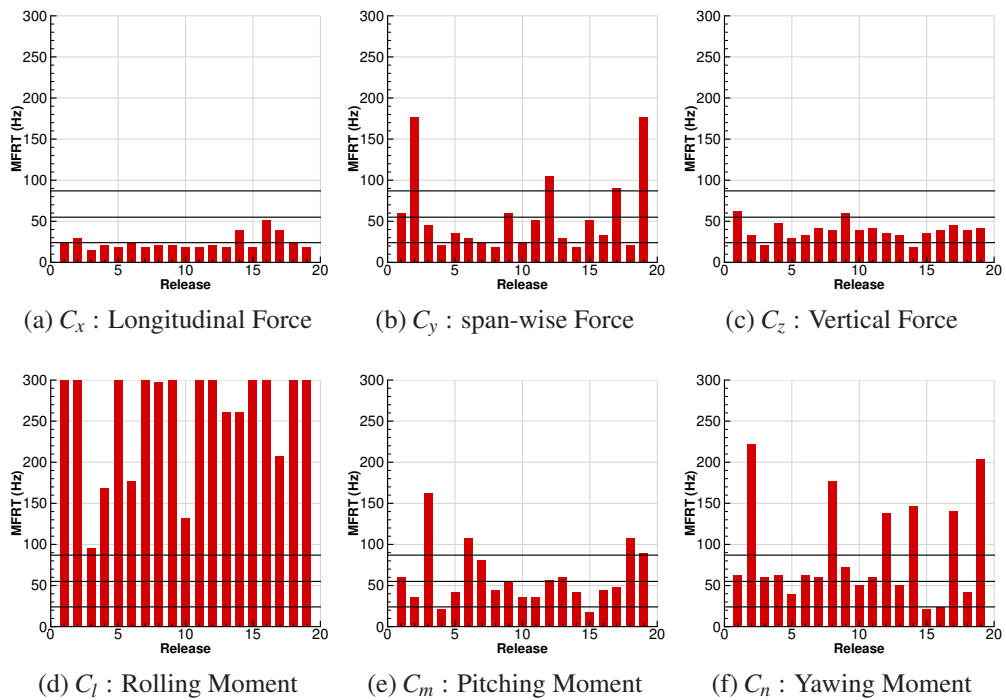 MFRT (Hz)
300
250
200
150
100
50
0
0 5 10 15 20
Release
(a) Cx : Longitudinal Force
MFRT (Hz)
300
250
200
150
100
50
0
0 5 10 15 20
Release
(b) Cy : span-wise Force
MFRT (Hz)
300
250
200
150
100
50
0
0 5 10 15 20
Release
(c) Cz : Vertical Force
MFRT (Hz)
300
250
200
150
100
50
0
0 5 10 15 20
Release
(d) Cl : Rolling Moment
MFRT (Hz)
300
250
200
150
100
50
0
0 5 10 15 20
Release
(e) Cm : Pitching Moment
MFRT (Hz)
300
250
200
150
100
50
0
0 5 10 15 20
Release
(f) Cn : Yawing Moment